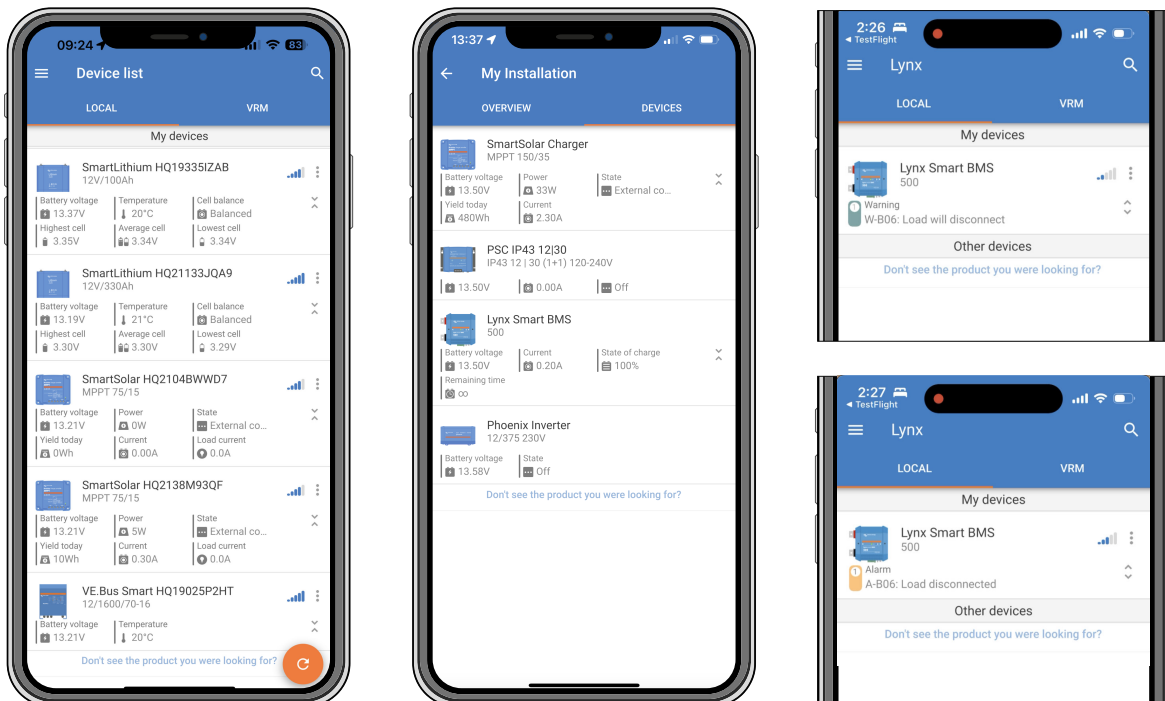 09:24
83
Device list
LOCAL VRM
My devices
SmartLithium HQ19335IZAB
12V/100Ah
Battery voltage Temperature Cell balance
13.37V 20°C Balanced
Highest cell Average cell Lowest cell
3.35V 3.34V 3.34V
SmartLithium HQ21133JQA9
12V/330Ah
Battery voltage Temperature Cell balance
13.19V 21°C Balanced
Highest cell Average cell Lowest cell
3.30V 3.30V 3.29V
SmartSolar HQ2104BWWD7
MPPT 75/15
Battery voltage Power State
13.21V 0W External co...
Yield today Current Load current
0Wh 0.00A 0.0A
SmartSolar HQ2138M93QF
MPPT 75/15
Battery voltage Power State
13.21V 5W External co...
Yield today Current Load current
10Wh 0.30A 0.0A
VE.Bus Smart HQ19025P2HT
12/1600/70-16
Battery voltage Temperature
13.21V 20°C
Don't see the product you were looking for?
13:37
My Installation
OVERVIEW DEVICES
SmartSolar Charger
MPPT 150/35
Battery voltage Power State
13.50V 33W External co...
Yield today Current
480Wh 2.30A
PSC IP43 12|30
IP43 12 | 30 (1+1) 120-240V
13.50V 0.00A Off
Lynx Smart BMS
500
Battery voltage Current State of charge
13.50V 0.20A 100%
Remaining time
∞
Phoenix Inverter
12/375 230V
Battery voltage State
13.58V Off
Don't see the product you were looking for?
2:26
◀ TestFlight
Lynx
LOCAL VRM
My devices
Lynx Smart BMS
500
1 Warning
W-B06: Load will disconnect
Other devices
Don't see the product you were looking for?
2:27
◀ TestFlight
Lynx
LOCAL VRM
My devices
Lynx Smart BMS
500
1 Alarm
A-B06: Load disconnected
Other devices
Don't see the product you were looking for?